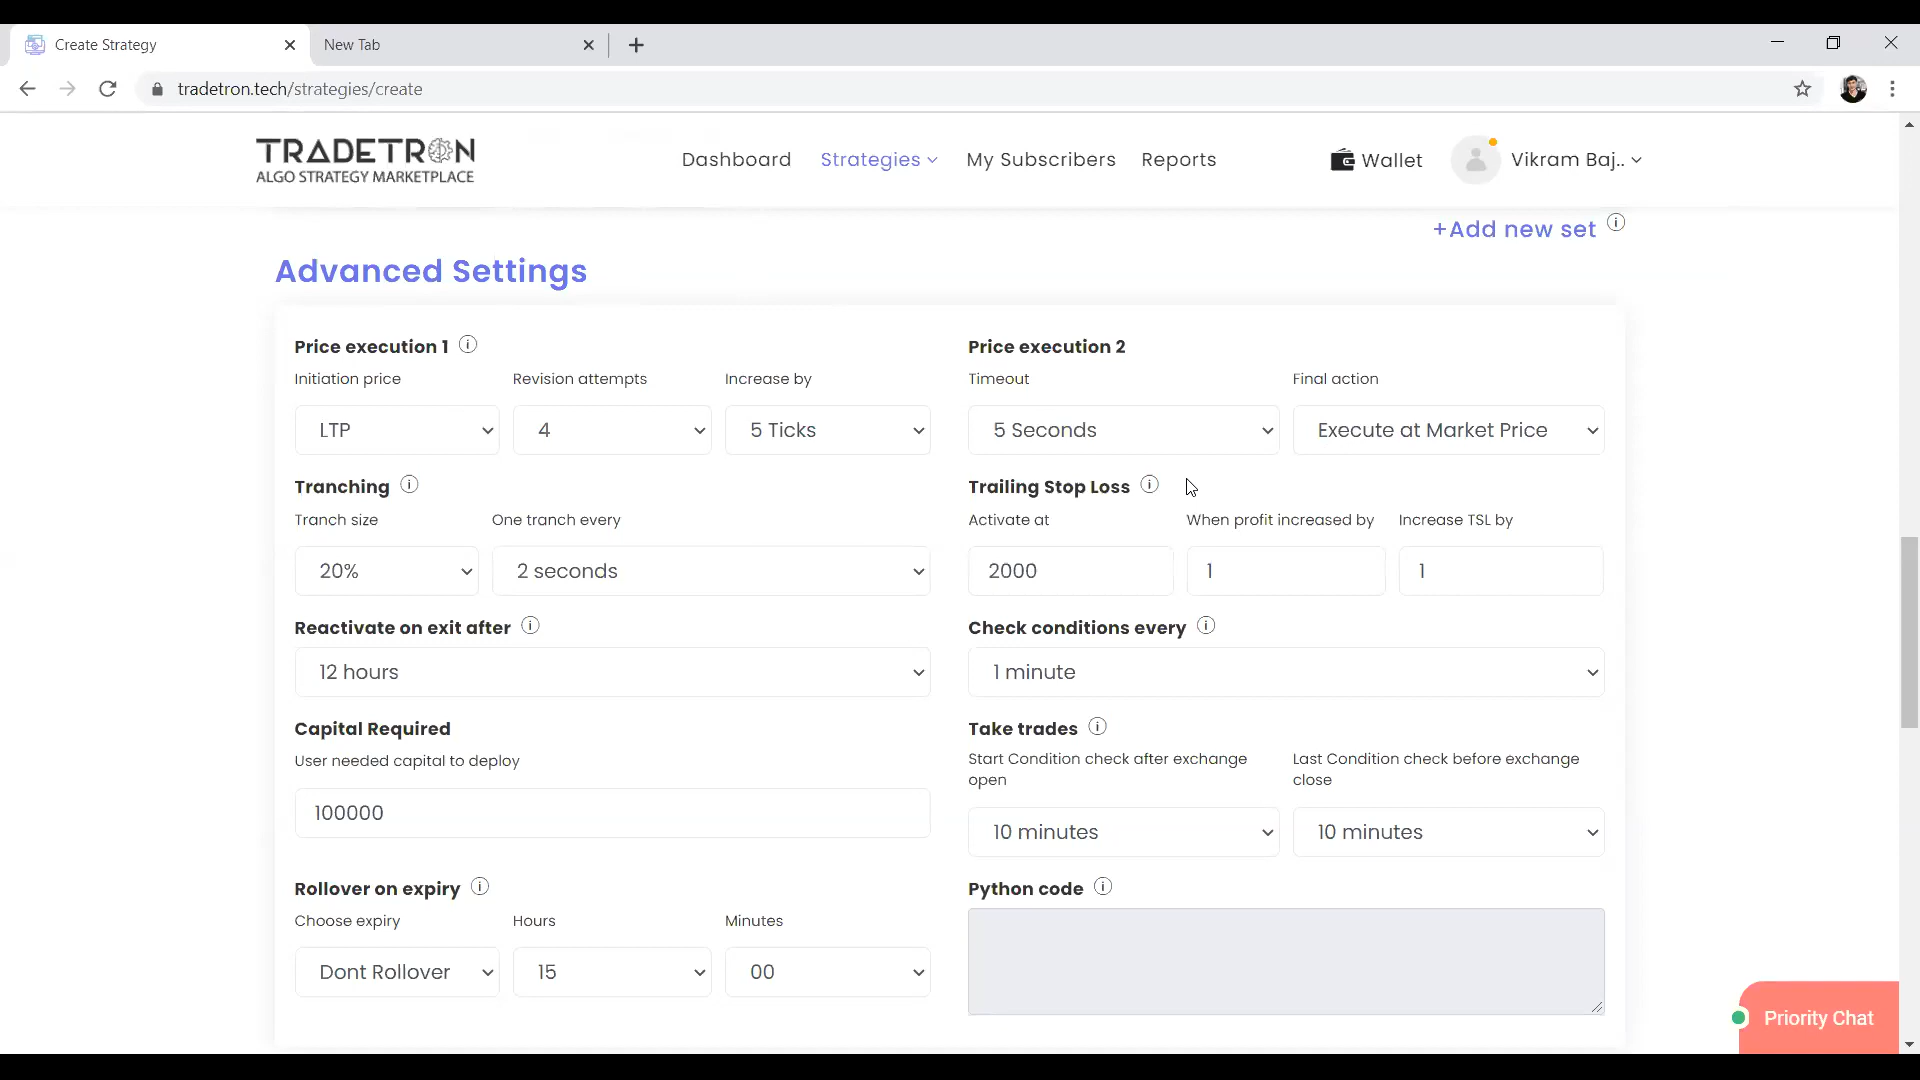 Create Strategy
New Tab
tradetron.tech/strategies/create
TRADETRON
ALGO STRATEGY MARKETPLACE
Dashboard
Strategies
My Subscribers
Reports
Wallet
Vikram Baj..
+Add new set
Advanced Settings
Price execution 1
Price execution 2
Initiation price
Revision attempts
Increase by
Timeout
Final action
LTP
4
5 Ticks
5 Seconds
Execute at Market Price
Tranching
Trailing Stop Loss
Tranch size
One tranch every
Activate at
When profit increased by
Increase TSL by
20%
2 seconds
2000
1
1
Reactivate on exit after
Check conditions every
12 hours
1 minute
Capital Required
Take trades
User needed capital to deploy
Start Condition check after exchange
open
Last Condition check before exchange
close
100000
10 minutes
10 minutes
Rollover on expiry
Python code
Choose expiry
Hours
Minutes
Dont Rollover
15
00
Priority Chat